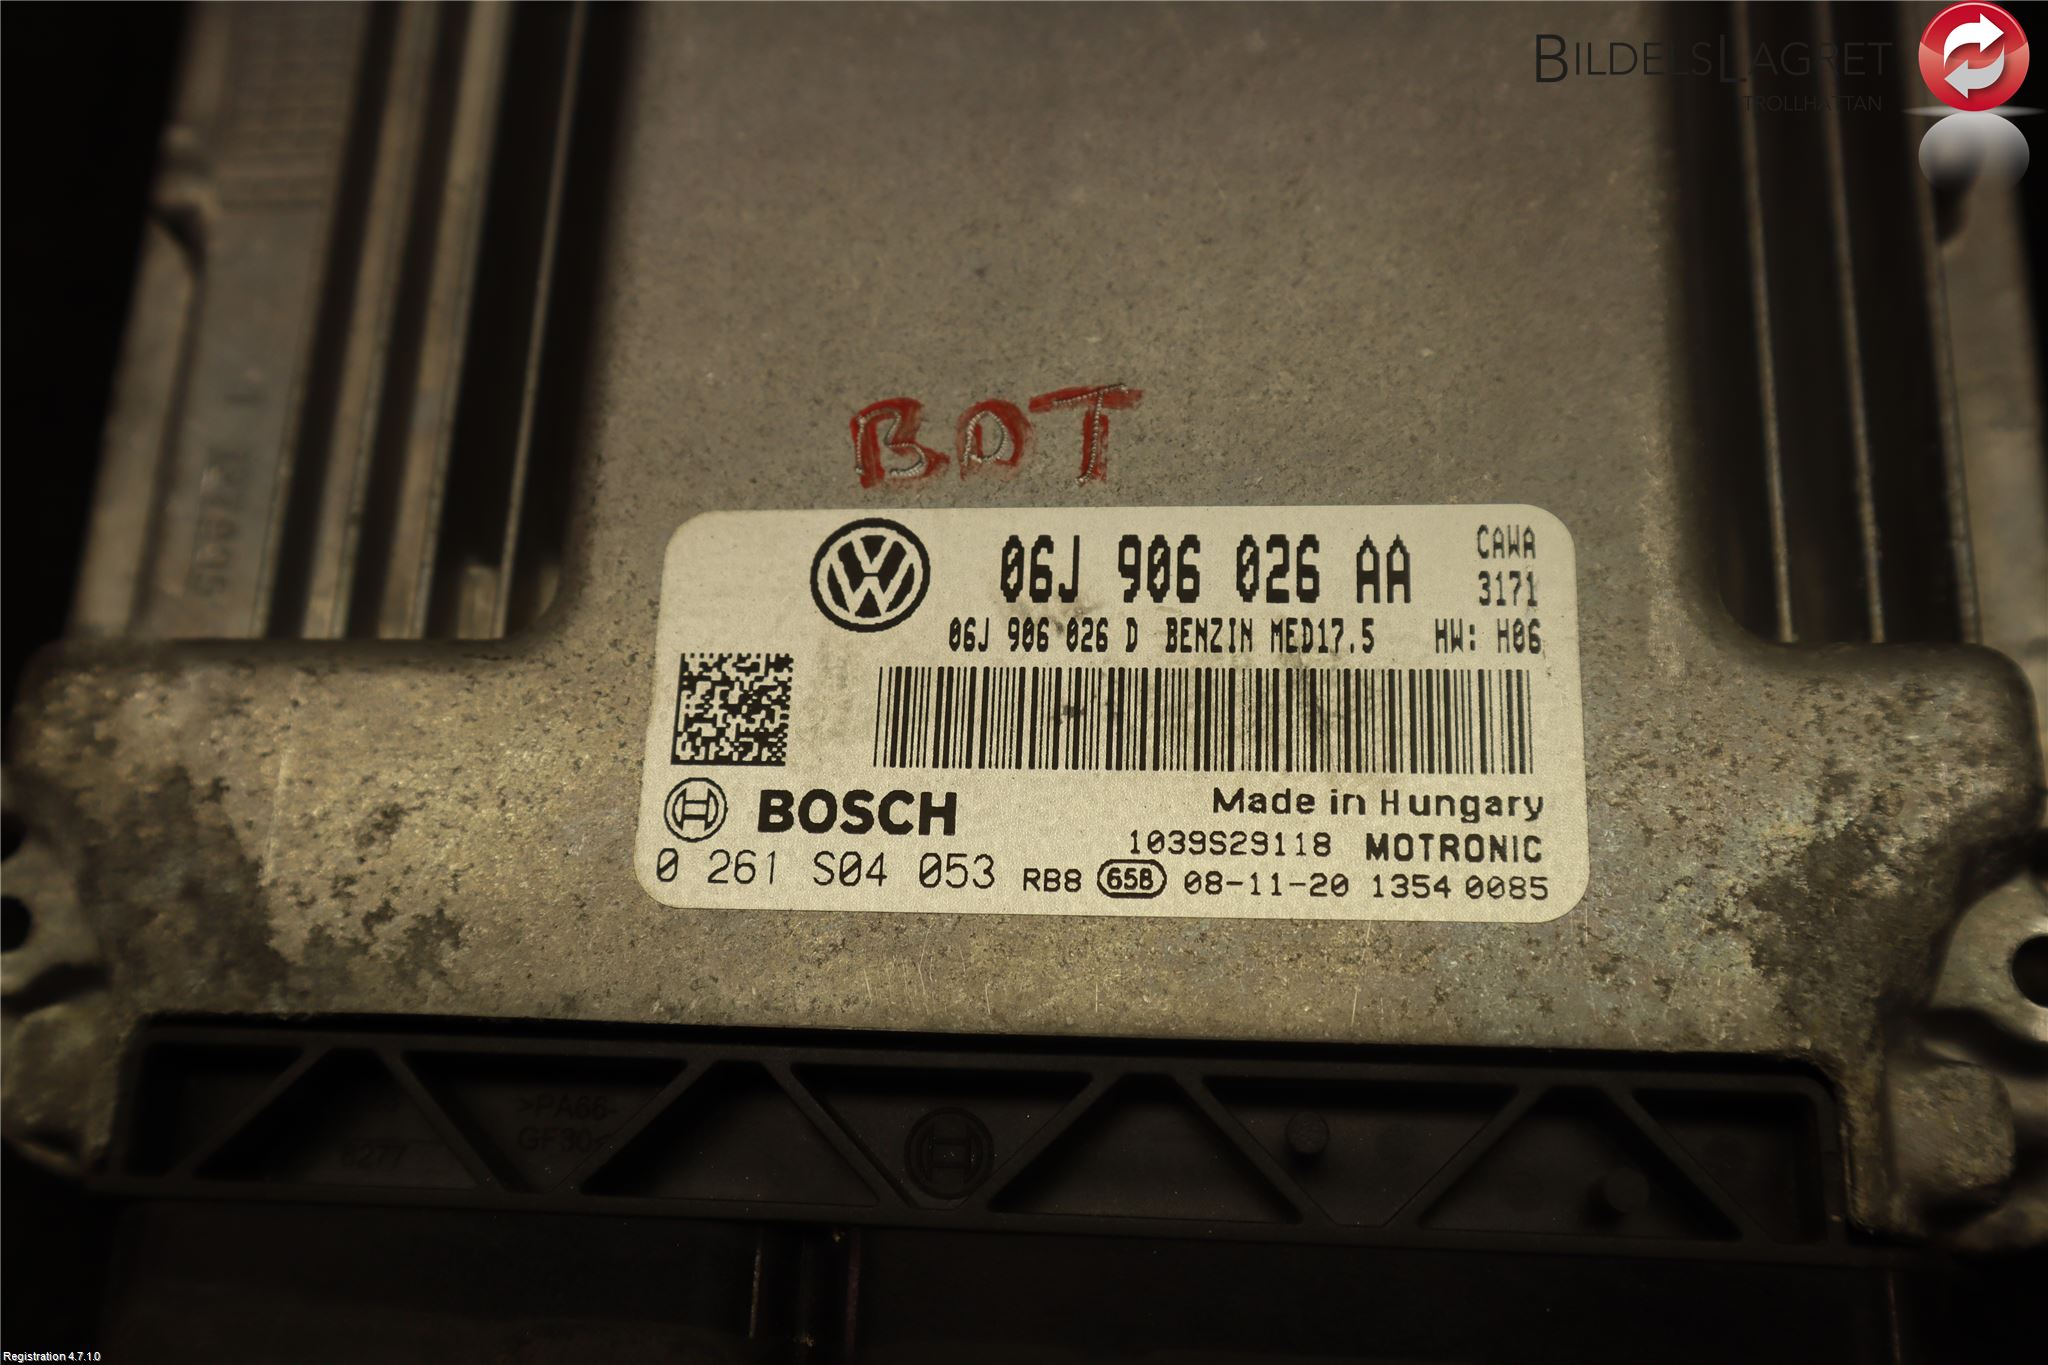 BILDELSLAGRET
TROLLHÄTTAN
BDT
06J 906 026 AA
CAWA
3171
06J 906 026 D BENZIN MED17.5 HW: H06
BOSCH
Made in Hungary
1039S29118 MOTRONIC
0 261 S04 053 RB8 65B 08-11-20 1354 0085
>PA66-
GF30<
Registration 4.7.1.0